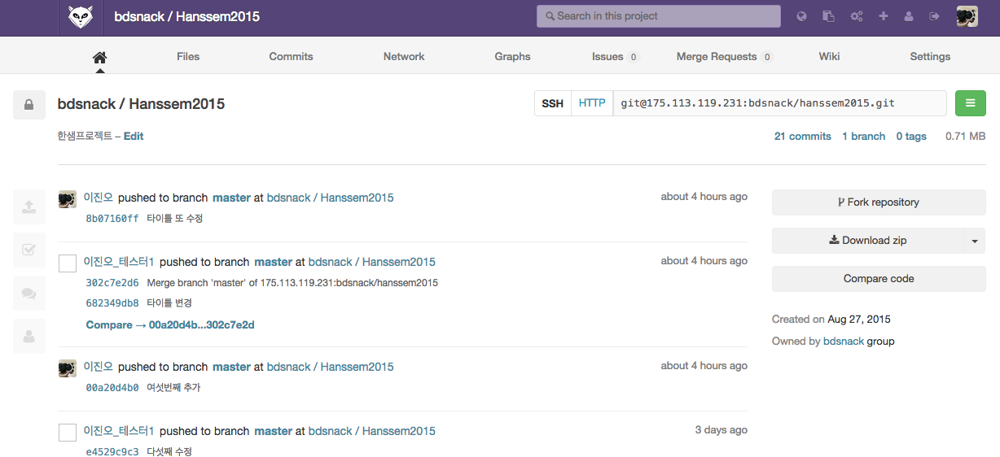 bdsnack / Hanssem2015 Search in this project
Files Commits Network Graphs Issues 0 Merge Requests 0 Wiki Settings
bdsnack / Hanssem2015 SSH HTTP git@175.113.119.231:bdsnack/hanssem2015.git
한샘프로젝트 – Edit 21 commits 1 branch 0 tags 0.71 MB
이진오 pushed to branch master at bdsnack / Hanssem2015 about 4 hours ago
8b07160ff 타이틀 또 수정
Fork repository
Download zip
이진오_테스터1 pushed to branch master at bdsnack / Hanssem2015 about 4 hours ago
302c7e2d6 Merge branch 'master' of 175.113.119.231:bdsnack/hanssem2015
682349db8 타이틀 변경
Compare → 00a20d4b...302c7e2d
Compare code
Created on Aug 27, 2015
Owned by bdsnack group
이진오 pushed to branch master at bdsnack / Hanssem2015 about 4 hours ago
00a20d4b0 여섯번째 추가
이진오_테스터1 pushed to branch master at bdsnack / Hanssem2015 3 days ago
e4529c9c3 다섯째 수정